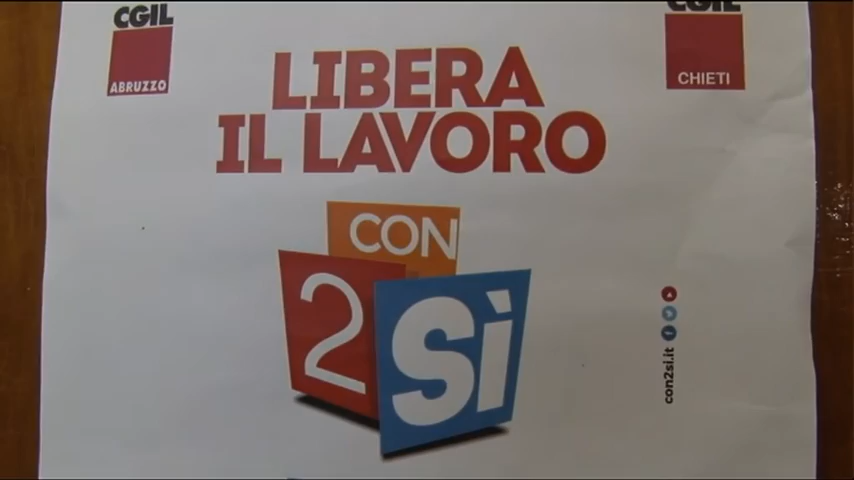 CGIL
ABRUZZO
CGIL
CHIETI
LIBERA
IL LAVORO
CON
2 SÌ
con2si.it